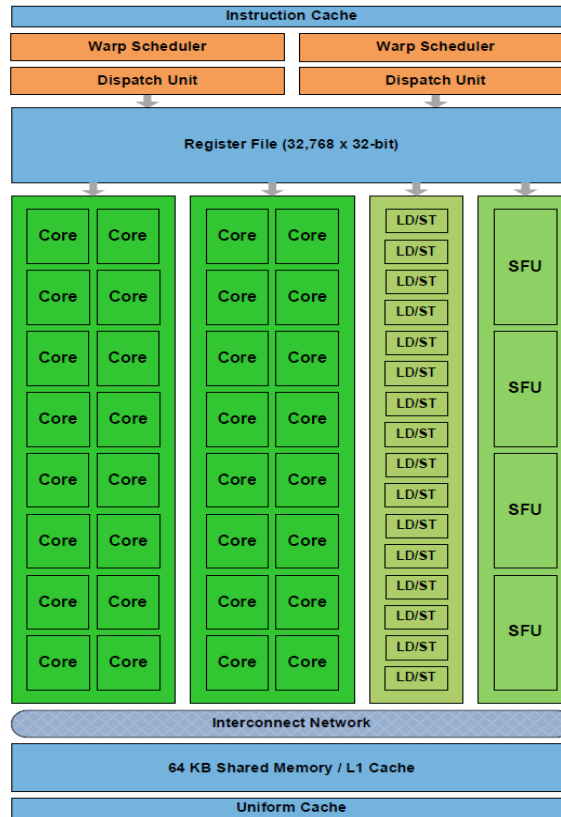 Instruction Cache
Warp Scheduler Warp Scheduler
Dispatch Unit Dispatch Unit
Register File (32,768 x 32-bit)
Core Core Core Core LD/ST SFU
LD/ST
Core Core Core Core LD/ST
LD/ST
Core Core Core Core LD/ST SFU
LD/ST
Core Core Core Core LD/ST
LD/ST
Core Core Core Core LD/ST SFU
LD/ST
Core Core Core Core LD/ST
LD/ST
Core Core Core Core LD/ST SFU
LD/ST
Core Core Core Core LD/ST
LD/ST
Interconnect Network
64 KB Shared Memory / L1 Cache
Uniform Cache